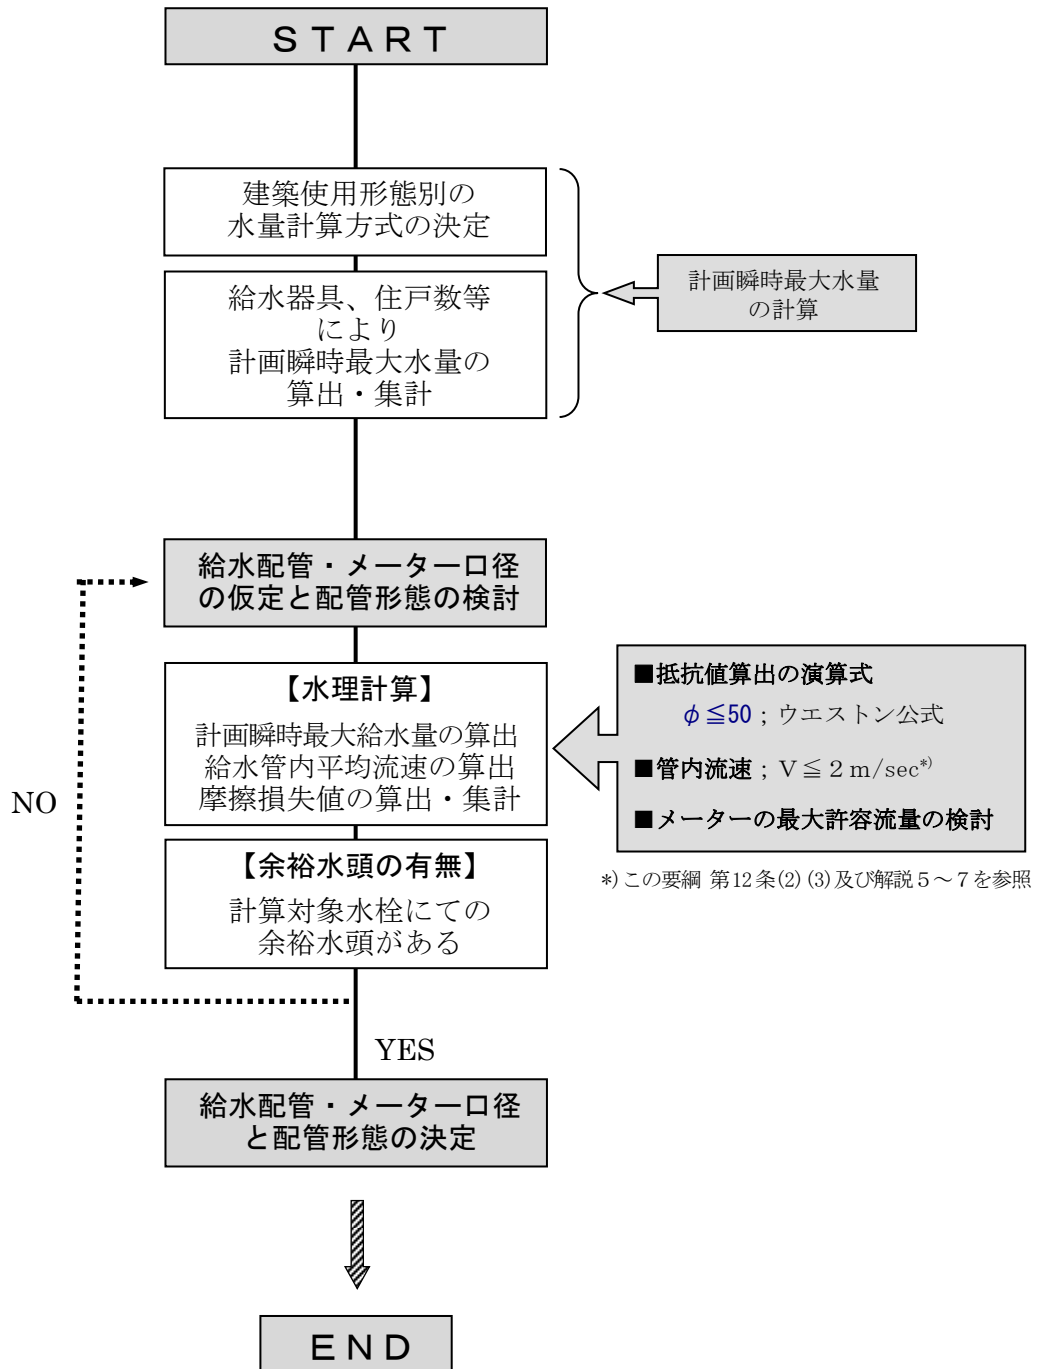 START
建築使用形態別の
水量計算方式の決定
給水器具、住戸数等
により
計画瞬時最大水量の
算出・集計
計画瞬時最大水量
の計算
給水配管・メーター口径
の仮定と配管形態の検討
【水理計算】
計画瞬時最大給水量の算出
給水管内平均流速の算出
摩擦損失値の算出・集計
■抵抗値算出の演算式
φ≦50；ウエストン公式
■管内流速；V≦2m/sec*)
■メーターの最大許容流量の検討
*)この要綱 第12条(2)(3)及び解説５～７を参照
NO
【余裕水頭の有無】
計算対象水栓にての
余裕水頭がある
YES
給水配管・メーター口径
と配管形態の決定
END